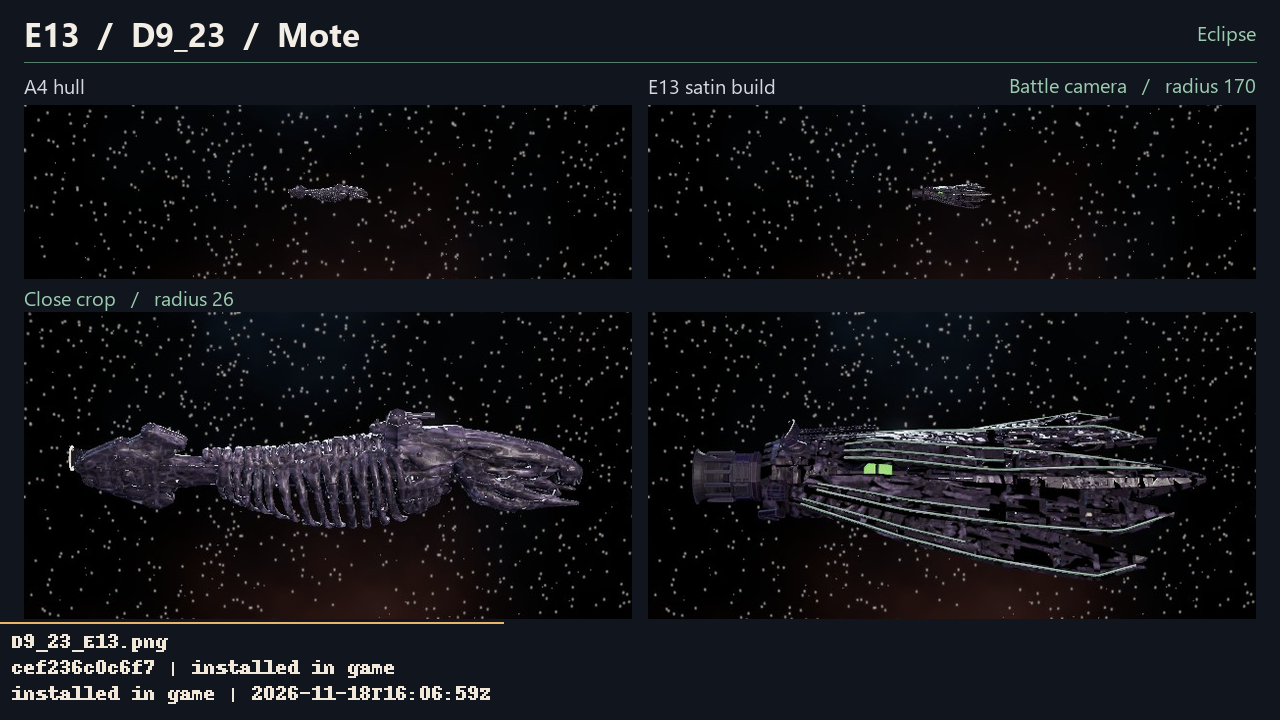 E13 / D9_23 / Mote
Eclipse
A4 hull
E13 satin build
Battle camera / radius 170
Close crop / radius 26
D9_23_E13.png
cef236c0c6f7 | installed in game
installed in game | 2026-11-18T16:06:59Z